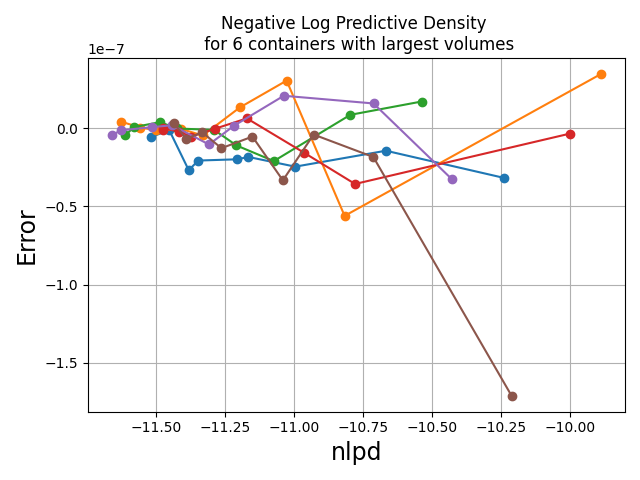 Negative Log Predictive Density
for 6 containers with largest volumes
1e−7
0.0
−0.5
−1.0
−1.5
Error
−11.50 −11.25 −11.00 −10.75 −10.50 −10.25 −10.00
nlpd